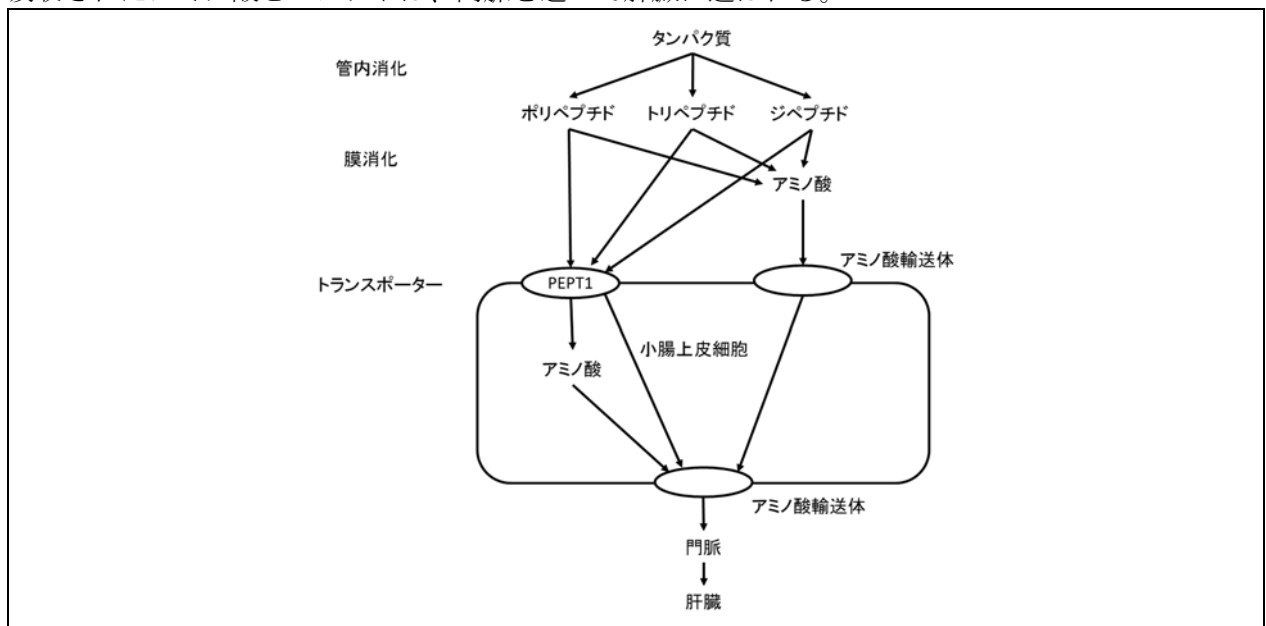 タンパク質
管内消化
ポリペプチド
トリペプチド
ジペプチド
膜消化
アミノ酸
アミノ酸輸送体
トランスポーター
PEPT1
小腸上皮細胞
アミノ酸
アミノ酸輸送体
門脈
肝臓